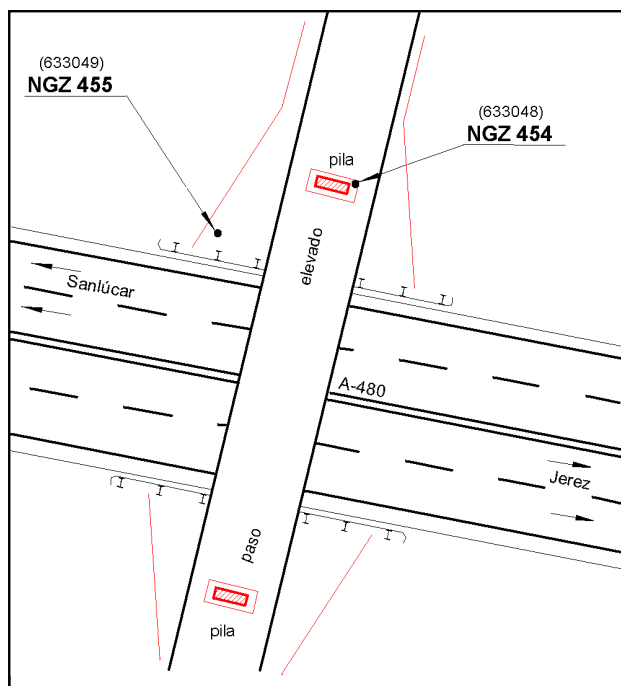 (633049)
NGZ 455
(633048)
NGZ 454
pila
elevado
Sanlúcar
A-480
Jerez
paso
pila